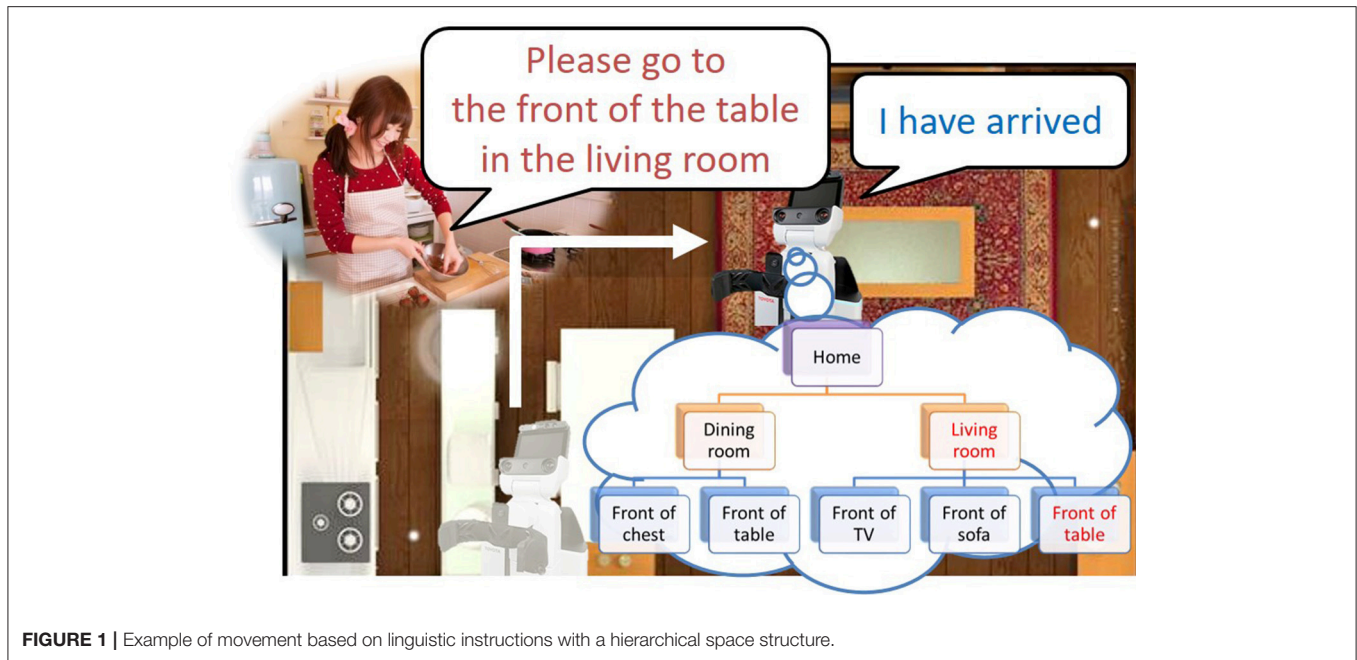 Please go to
the front of the table
in the living room
I have arrived
TOYOTA
Home
Dining
room
Living
room
Front of
chest
Front of
table
Front of
TV
Front of
sofa
Front of
table
FIGURE 1 | Example of movement based on linguistic instructions with a hierarchical space structure.